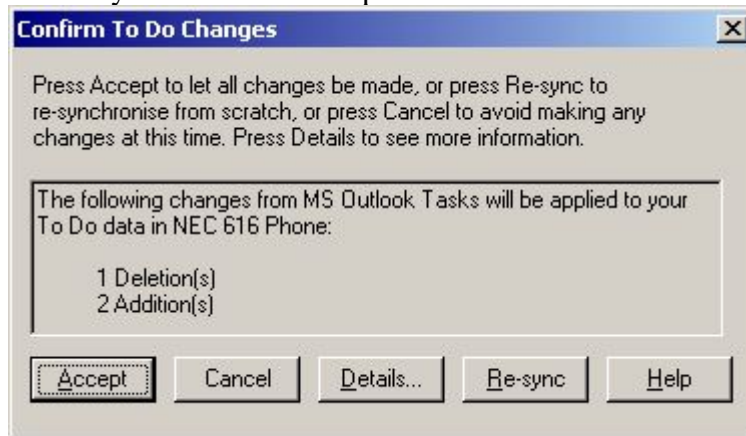 Confirm To Do Changes
Press Accept to let all changes be made, or press Re-sync to
re-synchronise from scratch, or press Cancel to avoid making any
changes at this time. Press Details to see more information.
The following changes from MS Outlook Tasks will be applied to your
To Do data in NEC 616 Phone:
1 Deletion(s)
2 Addition(s)
Accept Cancel Details... Re-sync Help